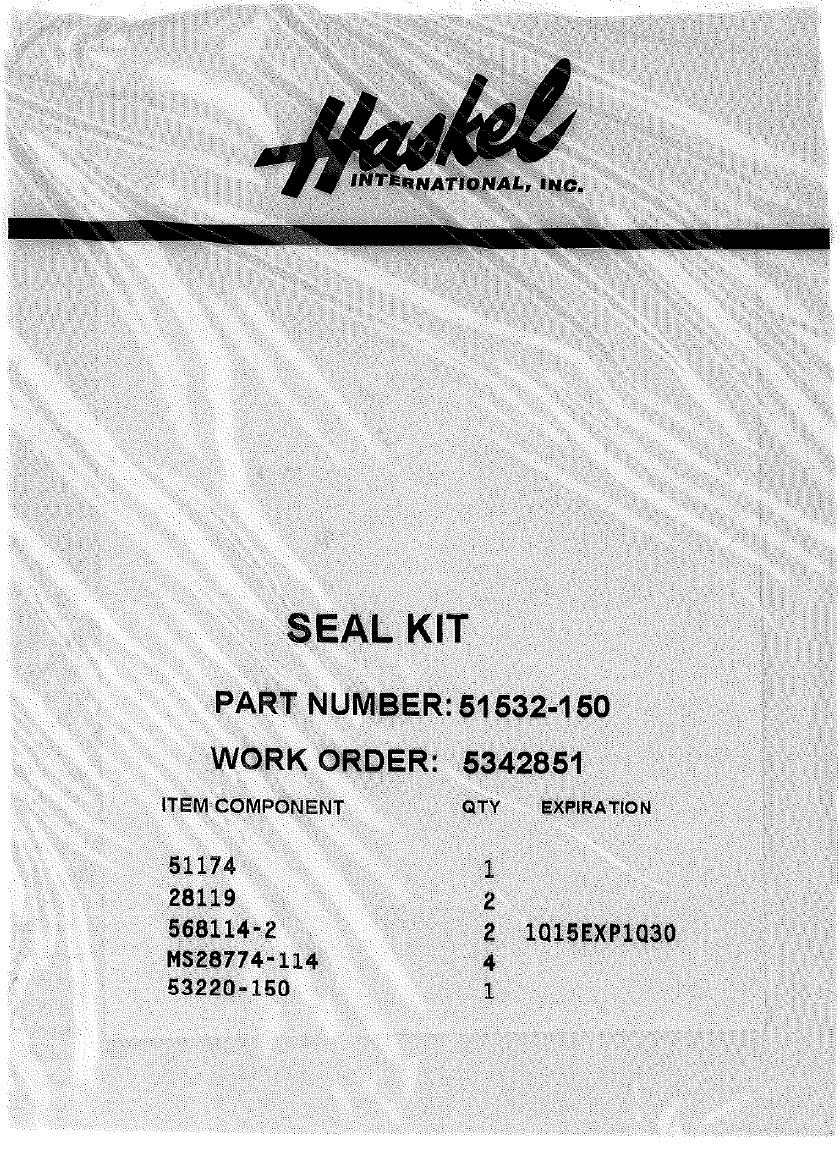 Haskel
INTERNATIONAL, INC.
SEAL KIT
PART NUMBER: 51532-150
WORK ORDER: 5342851
ITEM COMPONENT QTY EXPIRATION
51174 1
28119 2
568114-2 2 1Q15EXP1Q30
MS28774-114 4
53220-150 1